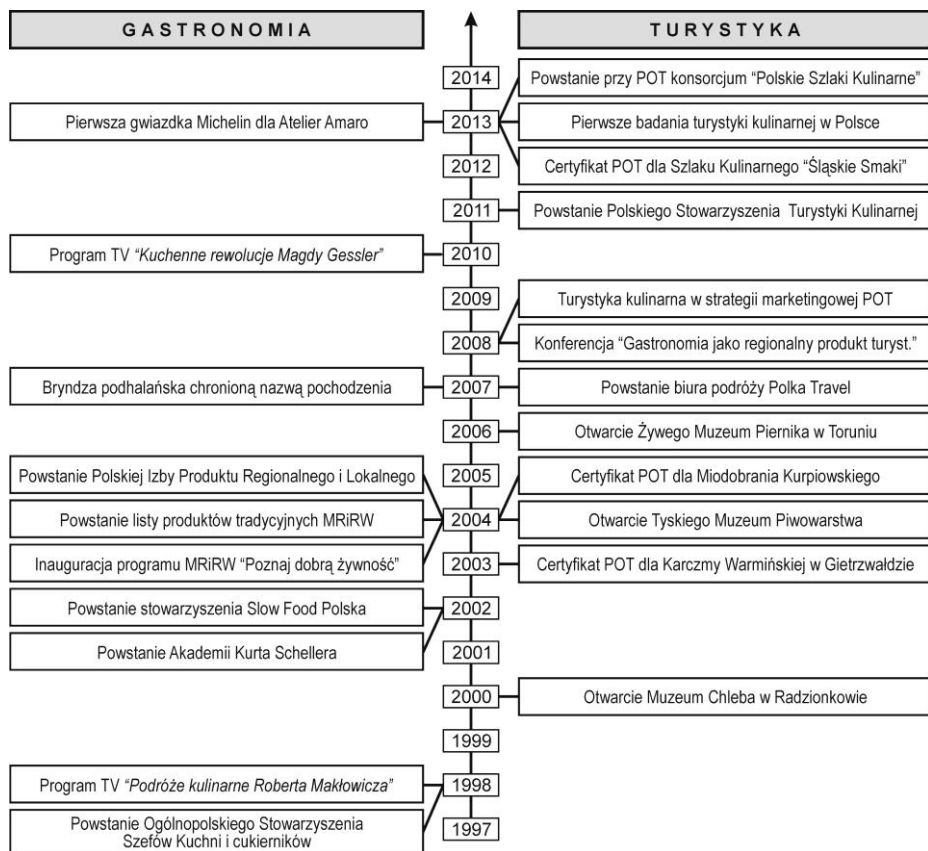 GASTRONOMIA
TURYSTYKA
2014
Powstanie przy POT konsorcjum “Polskie Szlaki Kulinarne”
Pierwsza gwiazdka Michelin dla Atelier Amaro
2013
Pierwsze badania turystyki kulinarnej w Polsce
2012
Certyfikat POT dla Szlaku Kulinarnego “Śląskie Smaki”
2011
Powstanie Polskiego Stowarzyszenia Turystyki Kulinarnej
Program TV “Kuchenne rewolucje Magdy Gessler”
2010
2009
Turystyka kulinarna w strategii marketingowej POT
2008
Konferencja “Gastronomia jako regionalny produkt turyst.”
Bryndza podhalańska chronioną nazwą pochodzenia
2007
Powstanie biura podróży Polka Travel
2006
Otwarcie Żywego Muzeum Piernika w Toruniu
Powstanie Polskiej Izby Produktu Regionalnego i Lokalnego
2005
Certyfikat POT dla Miodobrania Kurpiowskiego
Powstanie listy produktów tradycyjnych MRiRW
2004
Otwarcie Tyskiego Muzeum Piwowarstwa
Inauguracja programu MRiRW “Poznaj dobrą żywność”
2003
Certyfikat POT dla Karczmy Warmińskiej w Gietrzwałdzie
Powstanie stowarzyszenia Slow Food Polska
2002
Powstanie Akademii Kurta Schellera
2001
2000
Otwarcie Muzeum Chleba w Radzionkowie
1999
Program TV “Podróże kulinarne Roberta Makłowicza”
1998
Powstanie Ogólnopolskiego Stowarzyszenia
Szefów Kuchni i cukierników
1997